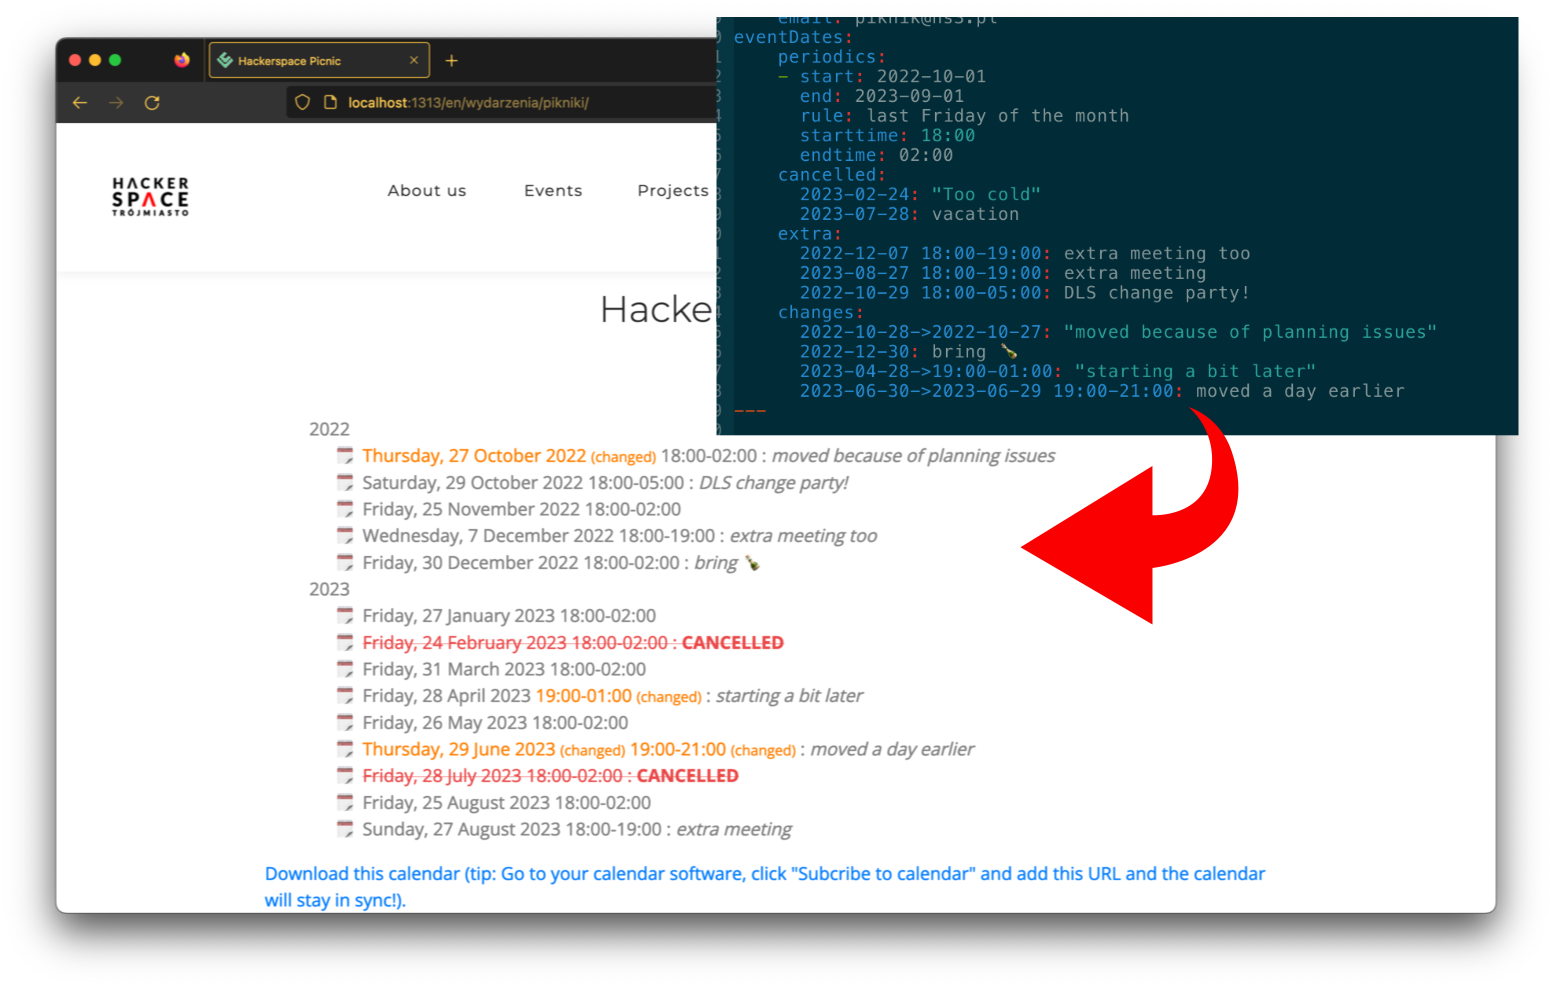 Hackerspace Picnic
localhost:1313/en/wydarzenia/pikniki/
HACKER
SPACE
TRÓJMIASTO
About us
Events
Projects
Hacke
email: piknik@hs3.pl
eventDates:
periodics:
- start: 2022-10-01
end: 2023-09-01
rule: last Friday of the month
starttime: 18:00
endtime: 02:00
cancelled:
2023-02-24: "Too cold"
2023-07-28: vacation
extra:
2022-12-07 18:00-19:00: extra meeting too
2023-08-27 18:00-19:00: extra meeting
2022-10-29 18:00-05:00: DLS change party!
changes:
2022-10-28->2022-10-27: "moved because of planning issues"
2022-12-30: bring 🍾
2023-04-28->19:00-01:00: "starting a bit later"
2023-06-30->2023-06-29 19:00-21:00: moved a day earlier
---
2022
Thursday, 27 October 2022 (changed) 18:00-02:00 : moved because of planning issues
Saturday, 29 October 2022 18:00-05:00 : DLS change party!
Friday, 25 November 2022 18:00-02:00
Wednesday, 7 December 2022 18:00-19:00 : extra meeting too
Friday, 30 December 2022 18:00-02:00 : bring 🍾
2023
Friday, 27 January 2023 18:00-02:00
Friday, 24 February 2023 18:00-02:00 : CANCELLED
Friday, 31 March 2023 18:00-02:00
Friday, 28 April 2023 19:00-01:00 (changed) : starting a bit later
Friday, 26 May 2023 18:00-02:00
Thursday, 29 June 2023 (changed) 19:00-21:00 (changed) : moved a day earlier
Friday, 28 July 2023 18:00-02:00 : CANCELLED
Friday, 25 August 2023 18:00-02:00
Sunday, 27 August 2023 18:00-19:00 : extra meeting
Download this calendar (tip: Go to your calendar software, click "Subcribe to calendar" and add this URL and the calendar
will stay in sync!).